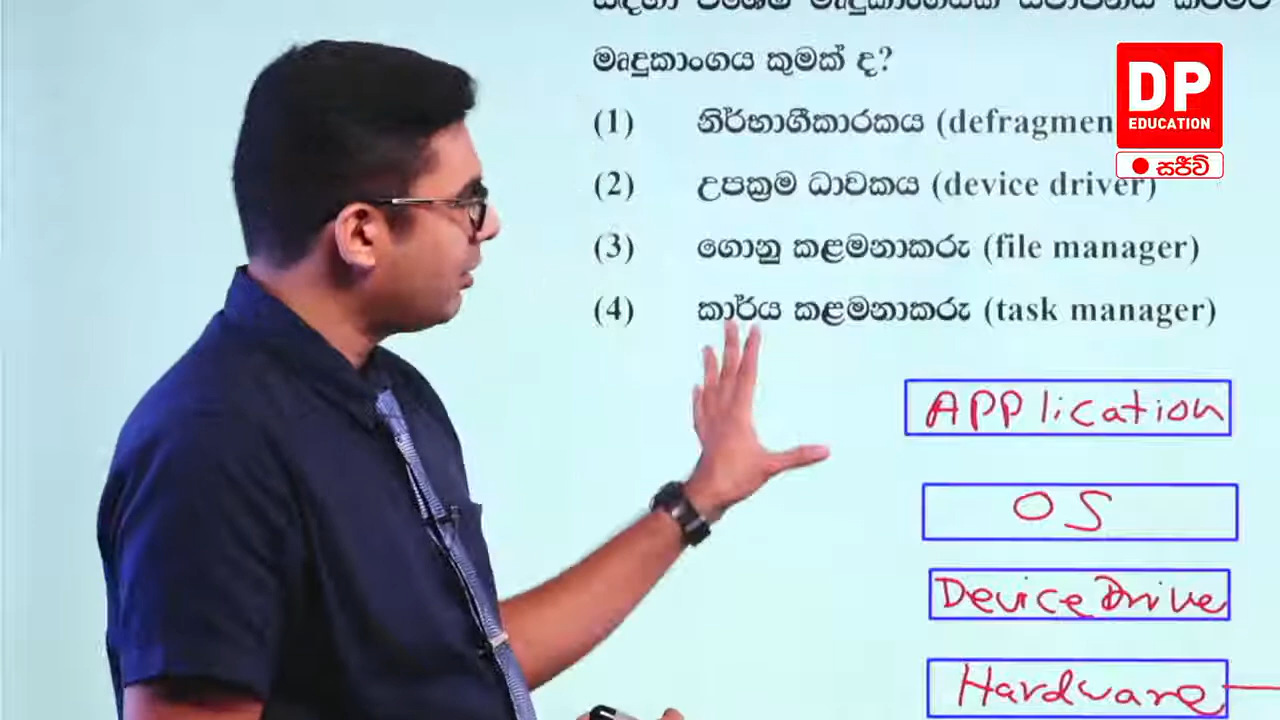 මෘදුකාංගය කුමක් ද?
(1) නිර්භාගීකාරකය (defragmen
(2) උපක්‍රම ධාවකය (device driver)
(3) ගොනු කළමනාකරු (file manager)
(4) කාර්ය කළමනාකරු (task manager)
DP
EDUCATION
සජීවී
Application
OS
Device Drive
Hardware